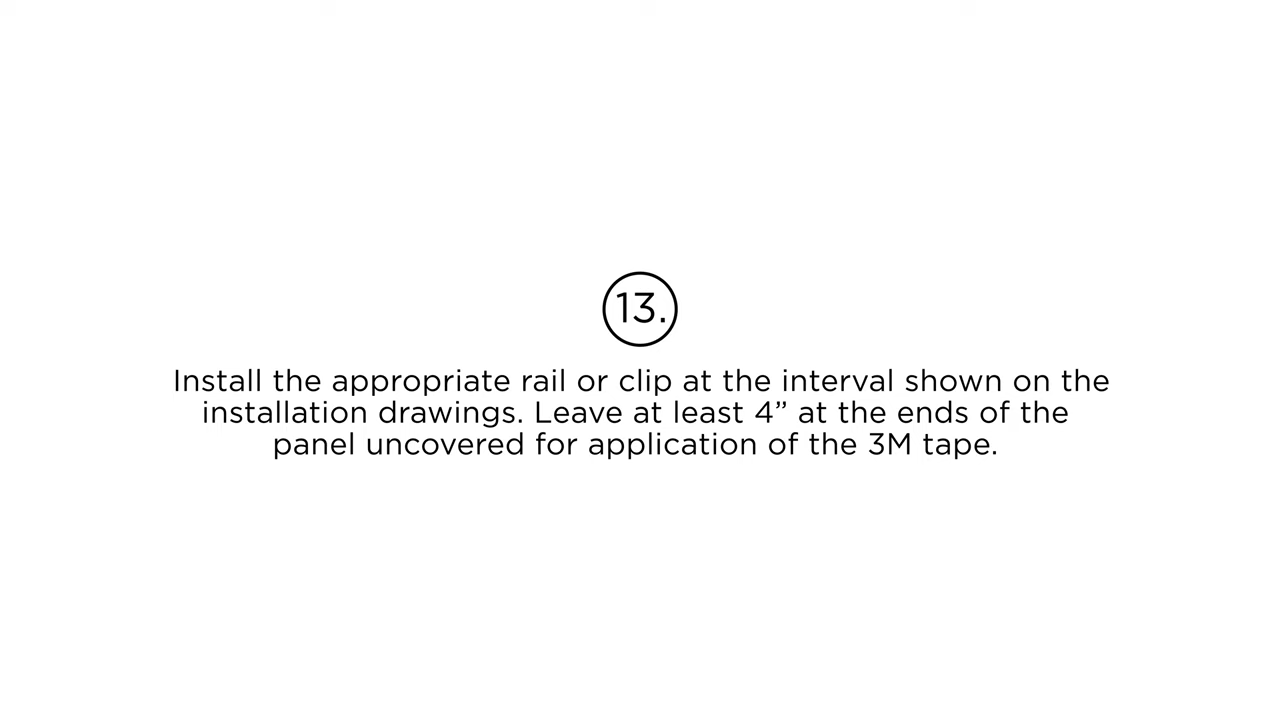 13.
Install the appropriate rail or clip at the interval shown on the
installation drawings. Leave at least 4” at the ends of the
panel uncovered for application of the 3M tape.